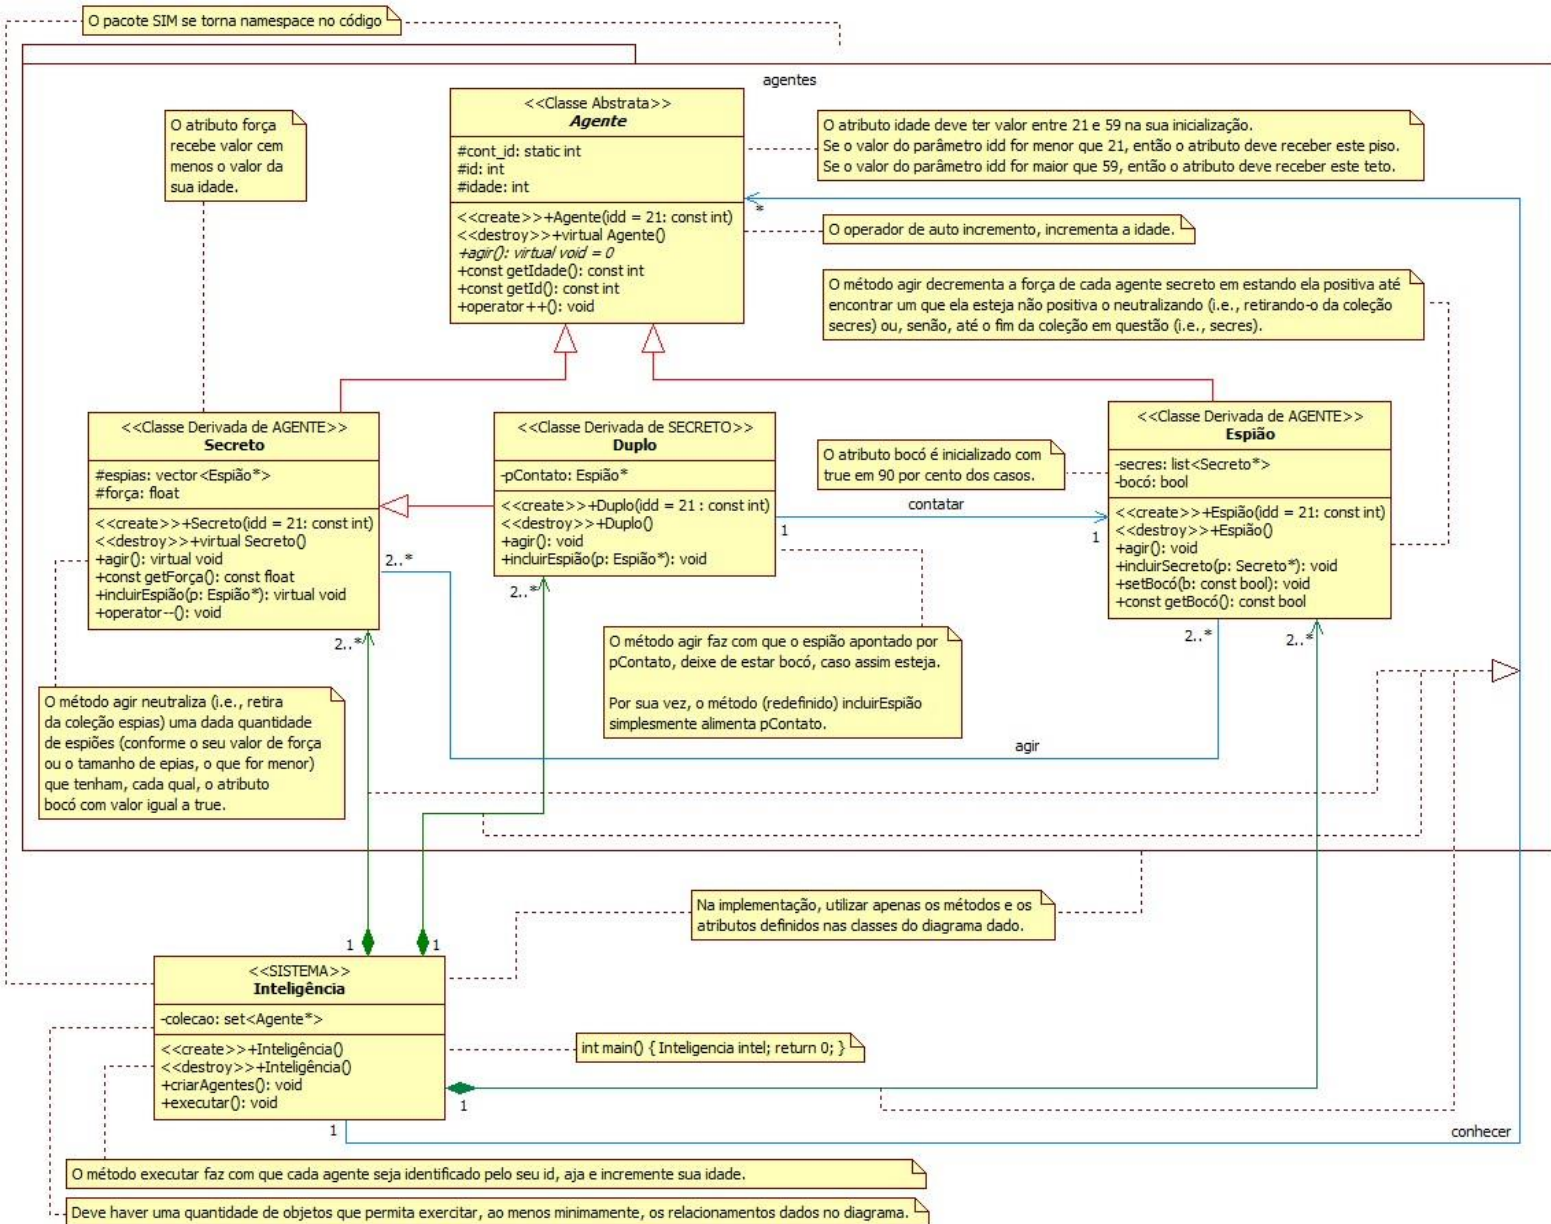 O pacote SIM se torna namespace no código
agentes
<<Classe Abstrata>>
Agente
#cont_id: static int
#id: int
#idade: int
<<create>>+Agente(idd = 21: const int)
<<destroy>>+virtual Agente()
+agir(): virtual void = 0
+const getIdade(): const int
+const getId(): const int
+operator++(): void
O atributo força
recebe valor cem
menos o valor da
sua idade.
O atributo idade deve ter valor entre 21 e 59 na sua inicialização.
Se o valor do parâmetro idd for menor que 21, então o atributo deve receber este piso.
Se o valor do parâmetro idd for maior que 59, então o atributo deve receber este teto.
*
O operador de auto incremento, incrementa a idade.
O método agir decrementa a força de cada agente secreto em estando ela positiva até
encontrar um que ela esteja não positiva o neutralizando (i.e., retirando-o da coleção
secres) ou, senão, até o fim da coleção em questão (i.e., secres).
<<Classe Derivada de AGENTE>>
Secreto
#espias: vector<Espião*>
#força: float
<<create>>+Secreto(idd = 21: const int)
<<destroy>>+virtual Secreto()
+agir(): virtual void
+const getForça(): const float
+incluirEspião(p: Espião*): virtual void
+operator--(): void
<<Classe Derivada de SECRETO>>
Duplo
-pContato: Espião*
<<create>>+Duplo(idd = 21 : const int)
<<destroy>>+Duplo()
+agir(): void
+incluirEspião(p: Espião*): void
O atributo bocó é inicializado com
true em 90 por cento dos casos.
contatar
1
1
<<Classe Derivada de AGENTE>>
Espião
-secres: list<Secreto*>
-bocó: bool
<<create>>+Espião(idd = 21: const int)
<<destroy>>+Espião()
+agir(): void
+incluirSecreto(p: Secreto*): void
+setBocó(b: const bool): void
+const getBocó(): const bool
2..*
2..*
2..*
2..*
2..*
O método agir faz com que o espião apontado por
pContato, deixe de estar bocó, caso assim esteja.
Por sua vez, o método (redefinido) incluirEspião
simplesmente alimenta pContato.
O método agir neutraliza (i.e., retira
da coleção espias) uma dada quantidade
de espiões (conforme o seu valor de força
ou o tamanho de epias, o que for menor)
que tenham, cada qual, o atributo
bocó com valor igual a true.
agir
Na implementação, utilizar apenas os métodos e os
atributos definidos nas classes do diagrama dado.
1
1
<<SISTEMA>>
Inteligência
-colecao: set<Agente*>
<<create>>+Inteligência()
<<destroy>>+Inteligência()
+criarAgentes(): void
+executar(): void
int main() { Inteligencia intel; return 0; }
1
1
conhecer
O método executar faz com que cada agente seja identificado pelo seu id, aja e incremente sua idade.
Deve haver uma quantidade de objetos que permita exercitar, ao menos minimamente, os relacionamentos dados no diagrama.